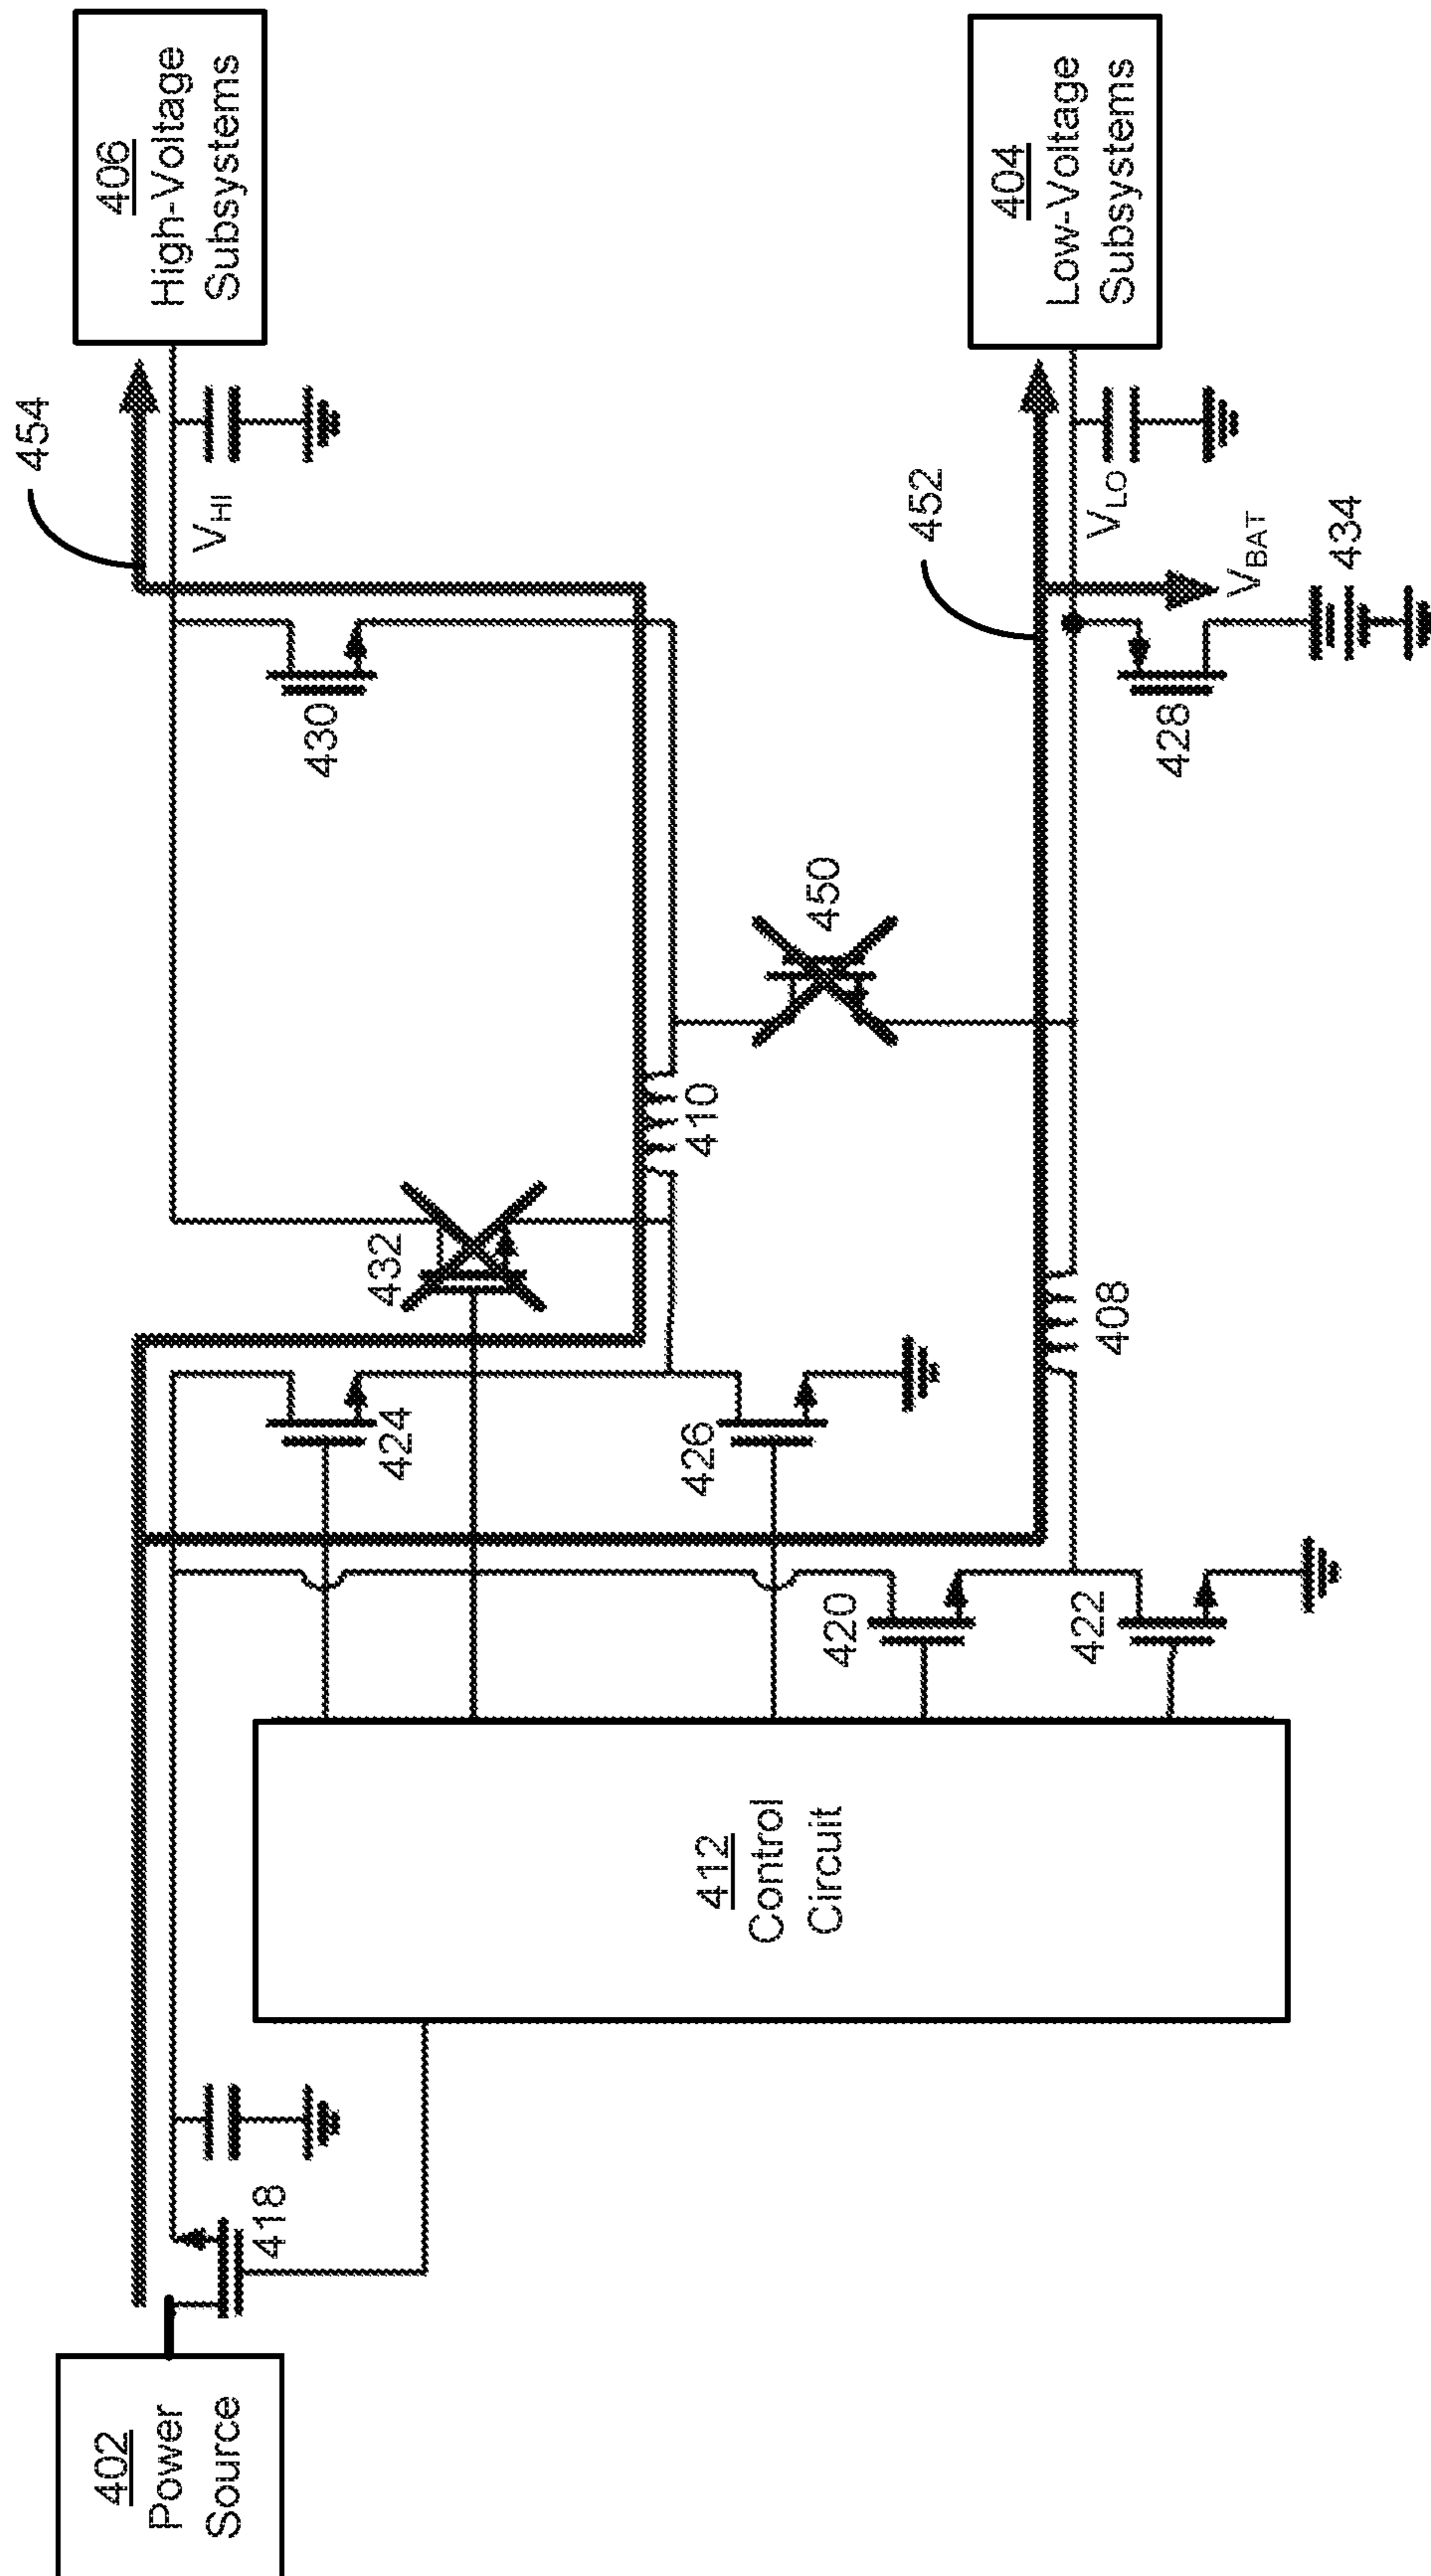 402
Power
Source
418
412
Control
Circuit
420
422
424
426
432
410
408
450
430
428
454
452
V_HI
V_LO
V_BAT
434
406
High-Voltage
Subsystems
404
Low-Voltage
Subsystems